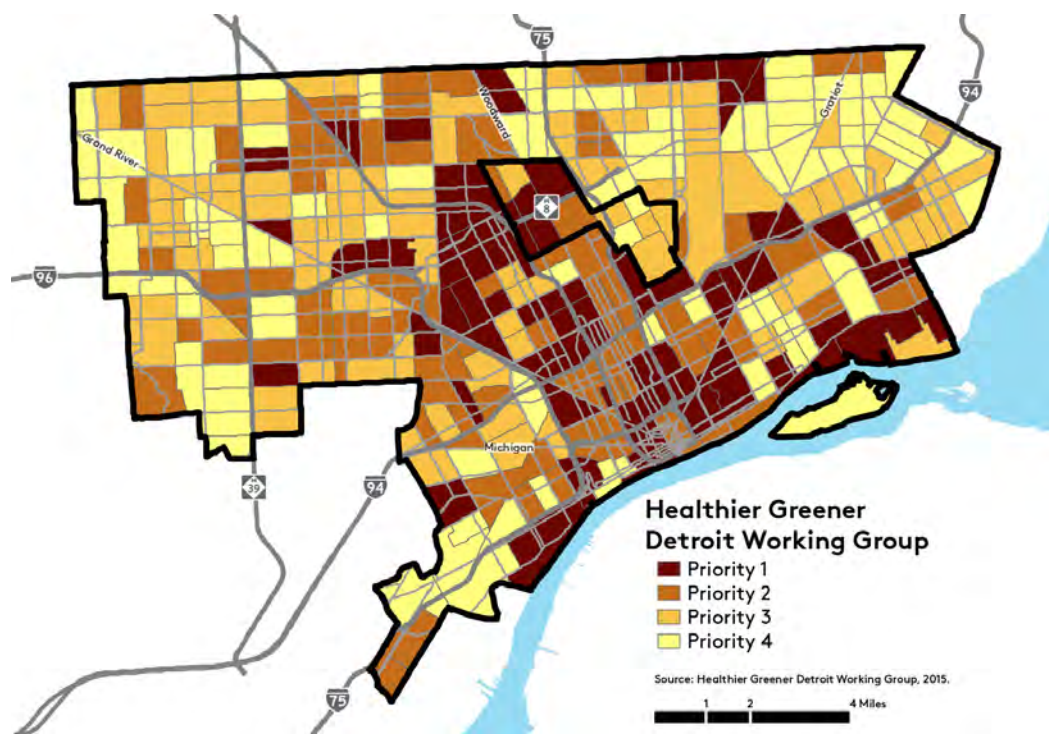 75
94
Woodward
Gratiot
Grand River
8
96
Michigan
39
94
75
Healthier Greener
Detroit Working Group
Priority 1
Priority 2
Priority 3
Priority 4
Source: Healthier Greener Detroit Working Group, 2015.
1 2 4 Miles